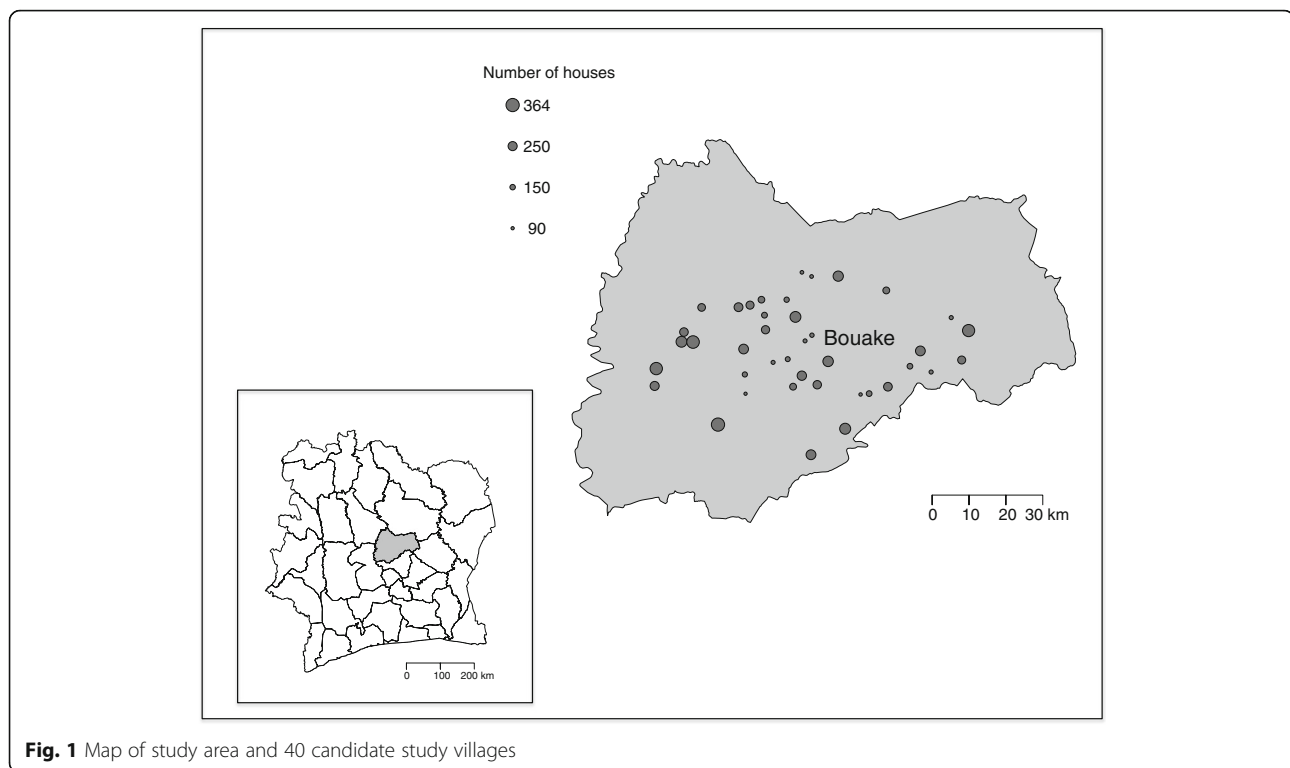 Number of houses
364
250
150
90
Bouake
0 10 20 30 km
0 100 200 km
Fig. 1 Map of study area and 40 candidate study villages